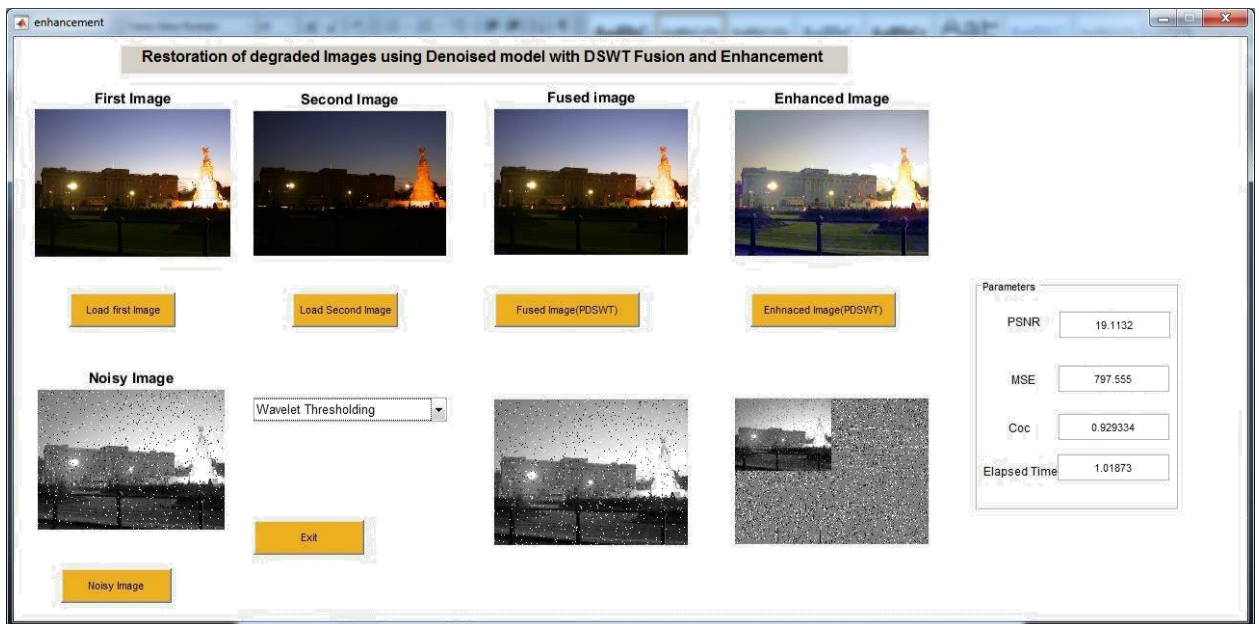 enhancement
Restoration of degraded Images using Denoised model with DSWT Fusion and Enhancement
First Image
Second Image
Fused image
Enhanced Image
Load first Image
Load Second Image
Fused Image(PDSWT)
Enhnaced Image(PDSWT)
Parameters
PSNR
19.1132
MSE
797.555
Coc
0.929334
Elapsed Time
1.01873
Noisy Image
Wavelet Thresholding
Exit
Noisy Image